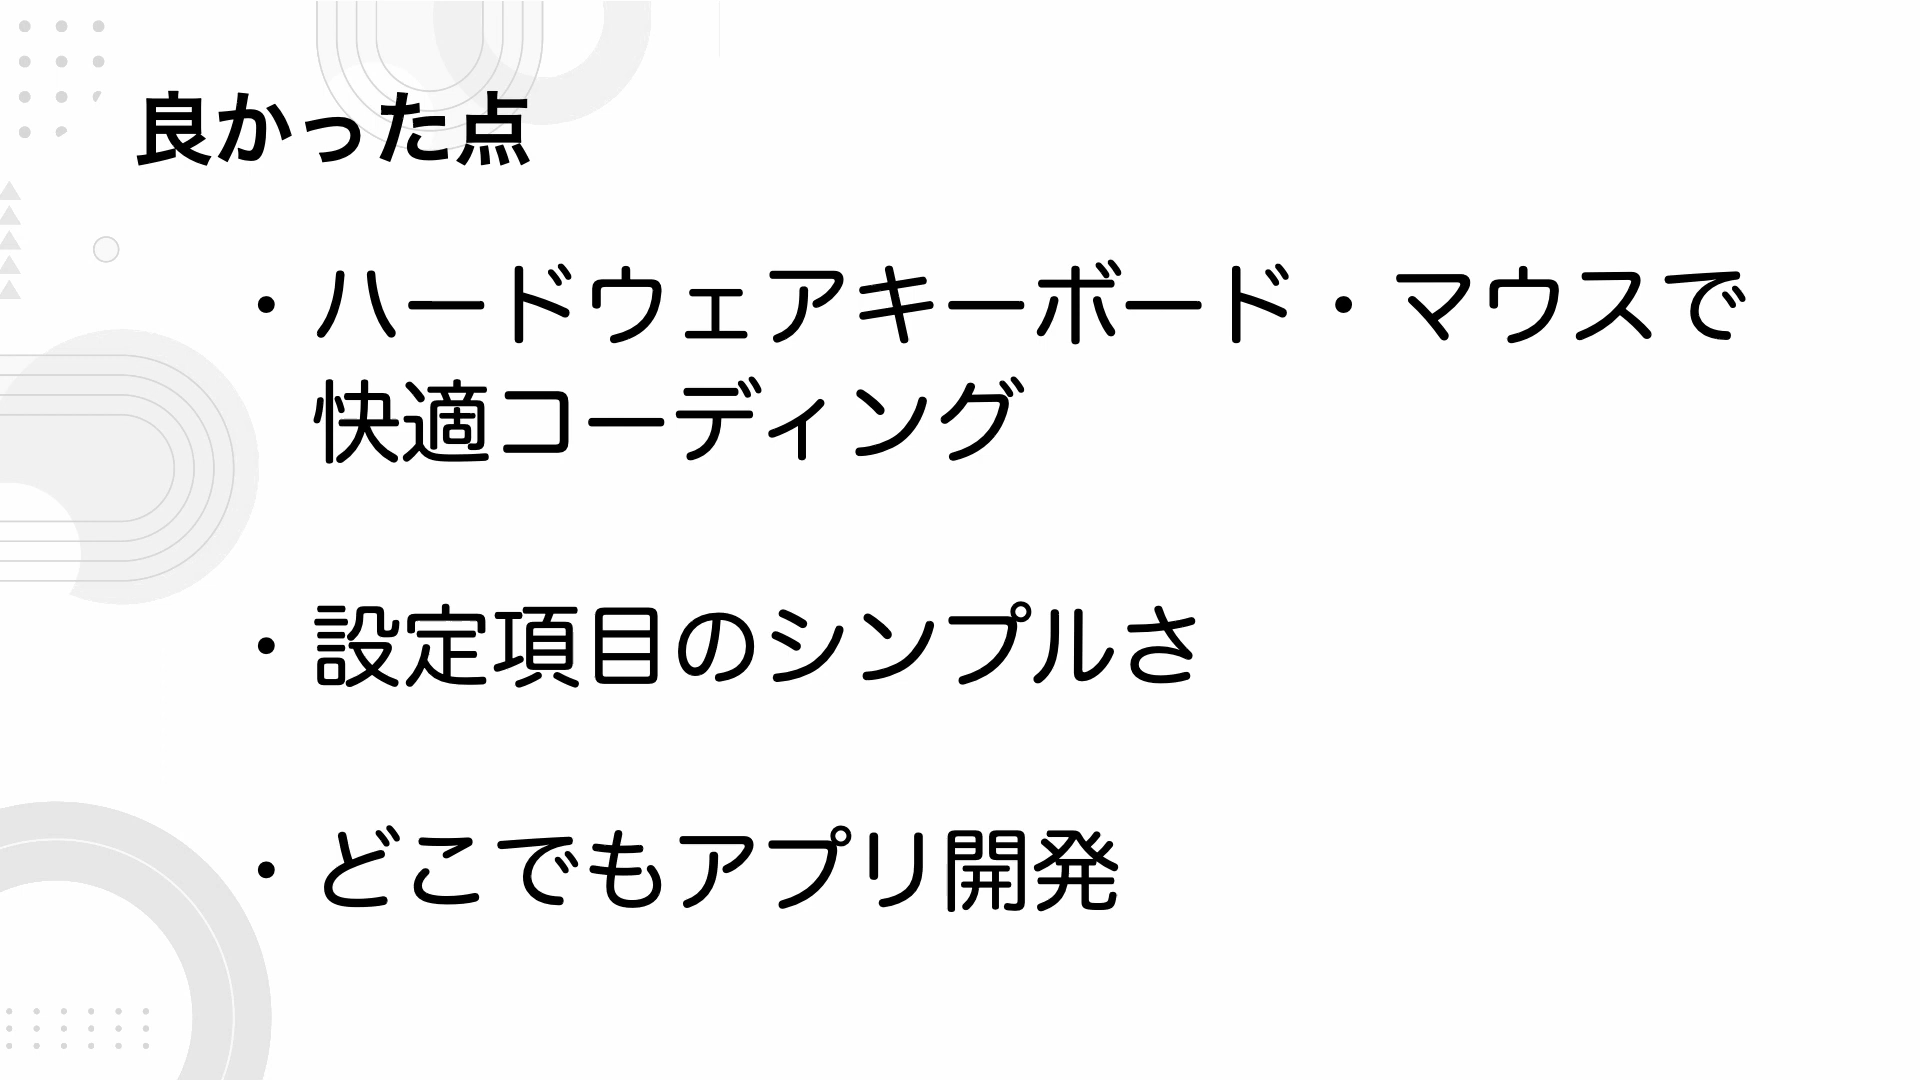 良かった点
・ハードウェアキーボード・マウスで
快適コーディング
・設定項目のシンプルさ
・どこでもアプリ開発